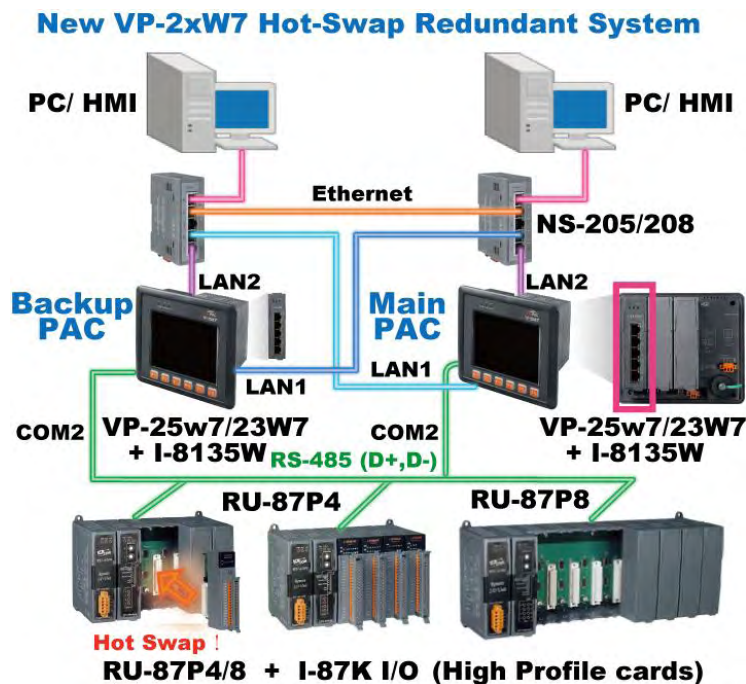 New VP-2xW7 Hot-Swap Redundant System
PC/ HMI
PC/ HMI
Ethernet
NS-205/208
LAN2
LAN2
Backup
PAC
Main
PAC
LAN1
LAN1
COM2
VP-25w7/23W7
+ I-8135W
COM2
VP-25w7/23W7
+ I-8135W
RS-485 (D+,D-)
RU-87P4
RU-87P8
Hot Swap !
RU-87P4/8 + I-87K I/O (High Profile cards)